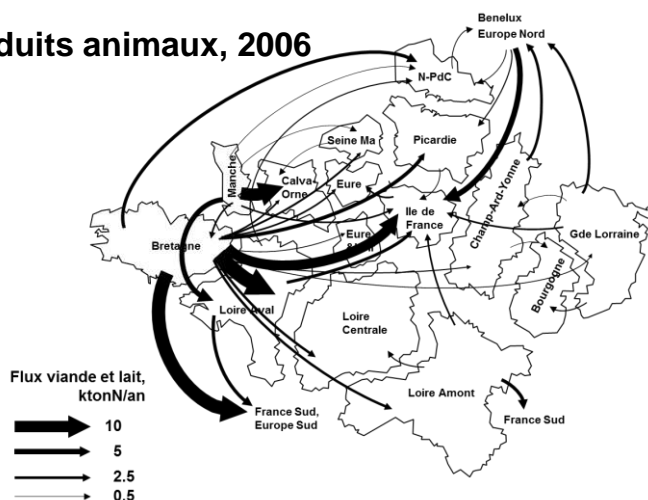 duits animaux, 2006
Benelux
Europe Nord
N-PdC
Seine Ma
Picardie
Manche
Calva-
Orne
Eure
Ile de
France
Champ-Ard-Yonne
Eure
Bretagne
Gde Lorraine
Bourgogne
Loire Aval
Loire
Centrale
Loire Amont
France Sud,
Europe Sud
France Sud
Flux viande et lait,
ktonN/an
10
5
2.5
0.5